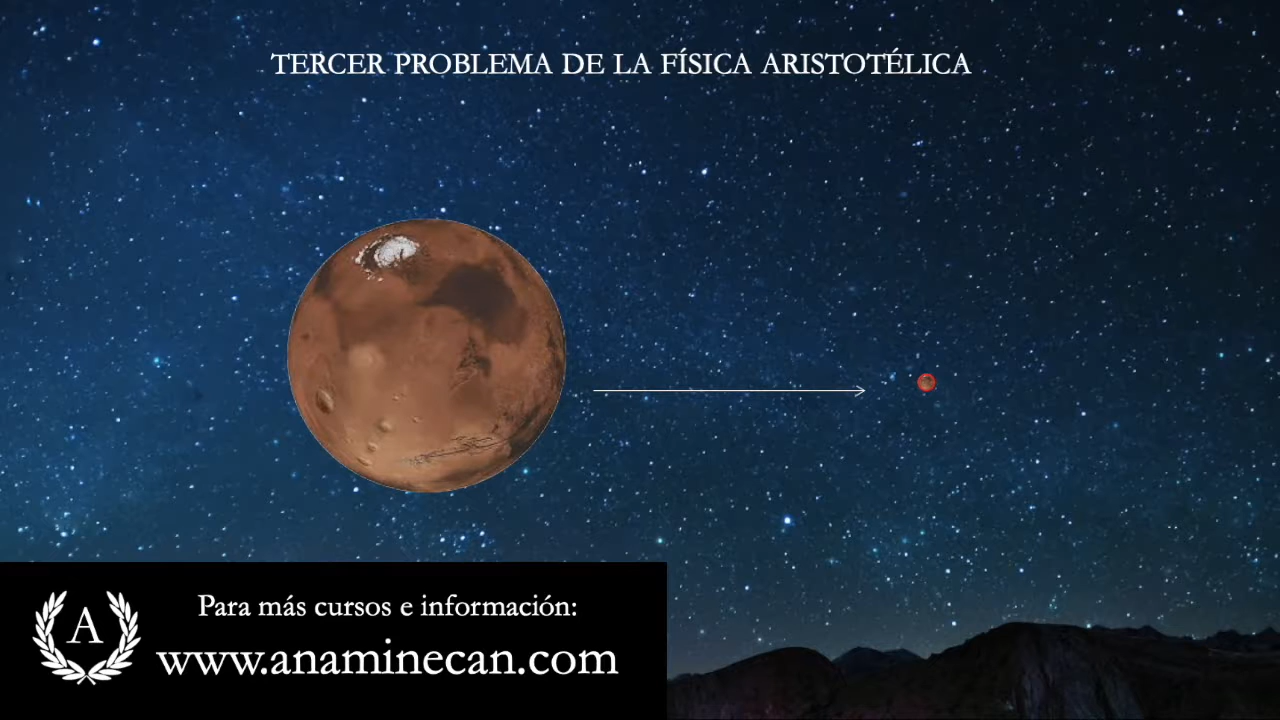 TERCER PROBLEMA DE LA FÍSICA ARISTOTÉLICA
A
Para más cursos e información:
www.anaminecan.com